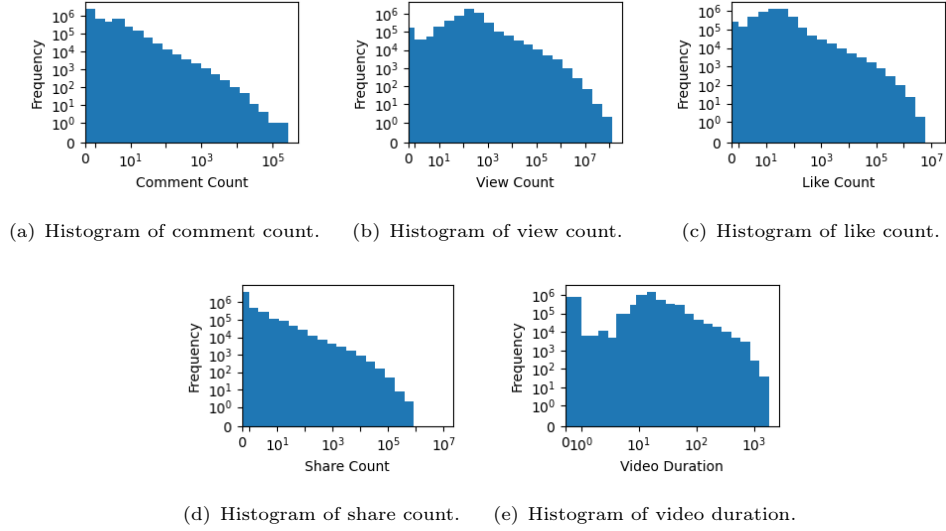 Frequency
10^6
10^5
10^4
10^3
10^2
10^1
10^0
0
0 10^1 10^3 10^5
Comment Count
Frequency
10^6
10^5
10^4
10^3
10^2
10^1
10^0
0
0 10^1 10^3 10^5 10^7
View Count
Frequency
10^6
10^5
10^4
10^3
10^2
10^1
10^0
0
0 10^1 10^3 10^5 10^7
Like Count
(a) Histogram of comment count.
(b) Histogram of view count.
(c) Histogram of like count.
Frequency
10^6
10^5
10^4
10^3
10^2
10^1
10^0
0
0 10^1 10^3 10^5 10^7
Share Count
Frequency
10^6
10^5
10^4
10^3
10^2
10^1
10^0
0
0 10^0 10^1 10^2 10^3
Video Duration
(d) Histogram of share count.
(e) Histogram of video duration.